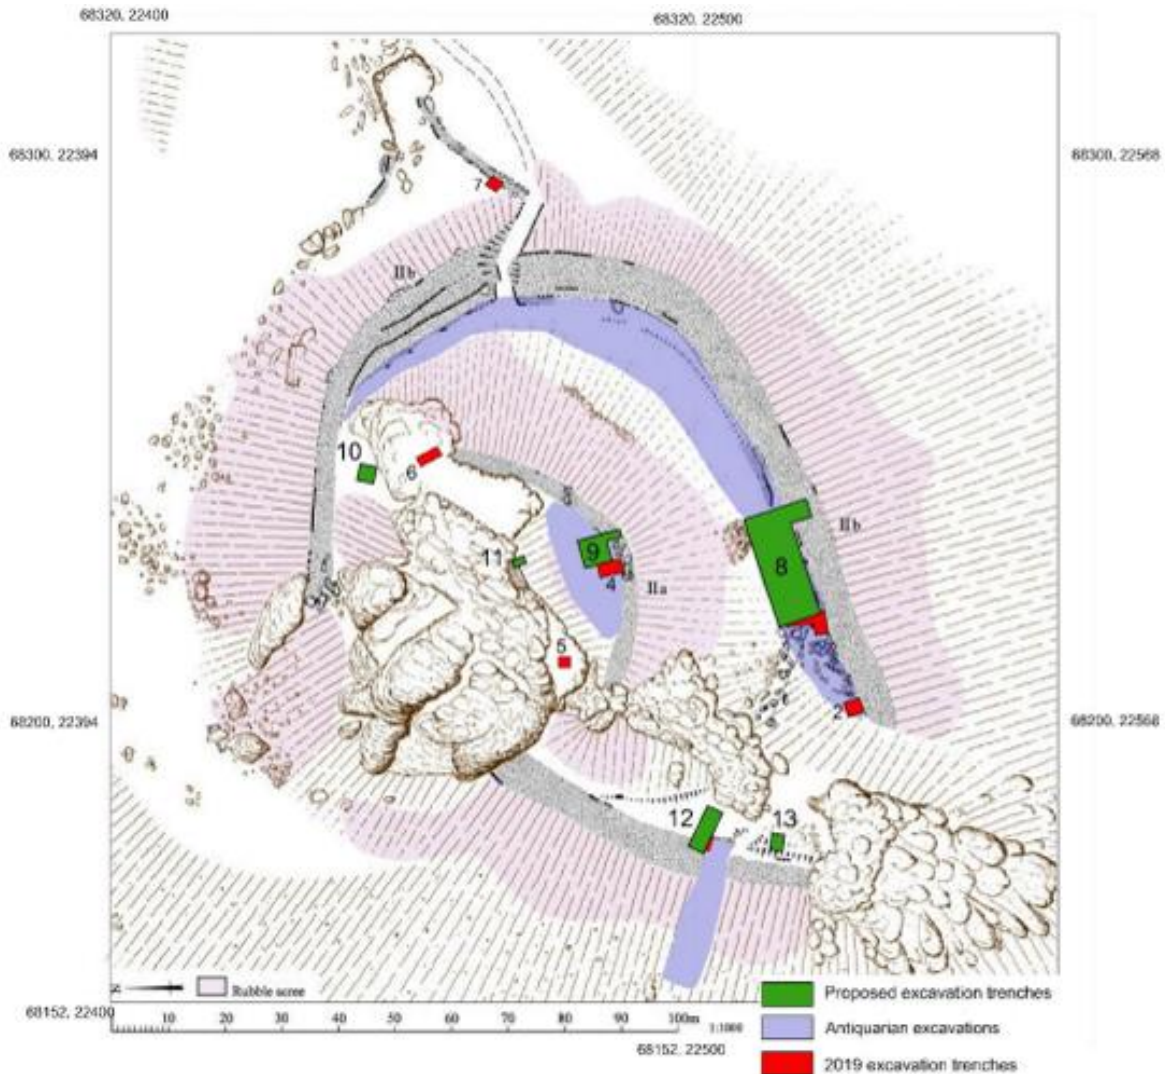 68320, 22400
68320, 22500
68300, 22394
68300, 22568
7
IIb
10
6
IIb
8
9
11
4
IIa
5
2
68200, 22394
68200, 22568
12
13
Rubble scree
68152, 22400
10 20 30 40 50 60 70 80 90 100m
1:1000
68152, 22500
Proposed excavation trenches
Antiquarian excavations
2019 excavation trenches